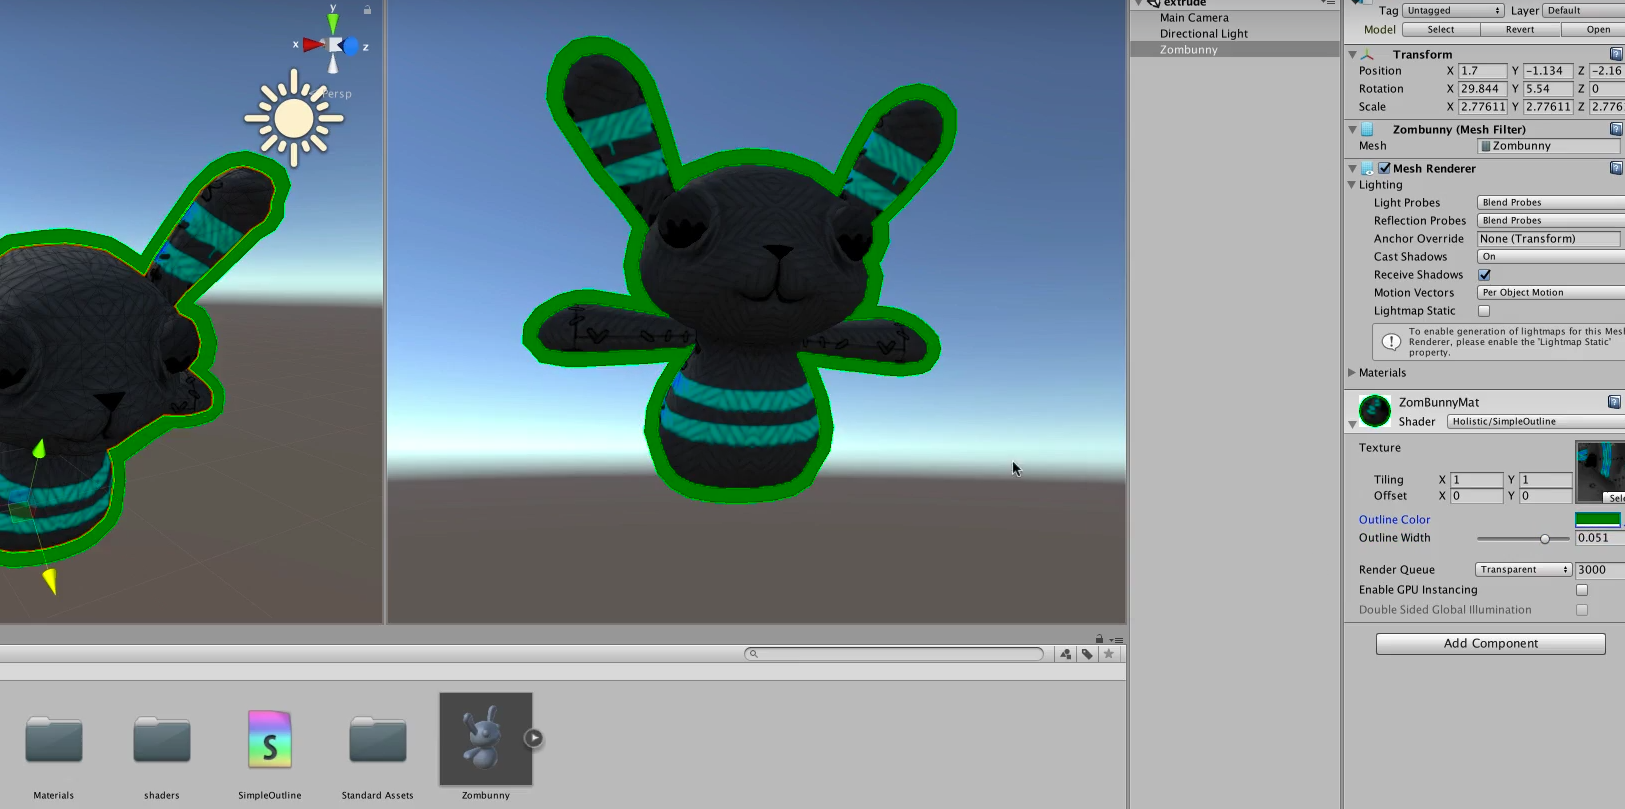 y
x
z
Persp
extrude
Main Camera
Directional Light
Zombunny
Tag Untagged Layer Default
Model Select Revert Open
Transform
Position X 1.7 Y -1.134 Z -2.16
Rotation X 29.844 Y 5.54 Z 0
Scale X 2.77611 Y 2.77611 Z 2.776
Zombunny (Mesh Filter)
Mesh Zombunny
Mesh Renderer
Lighting
Light Probes Blend Probes
Reflection Probes Blend Probes
Anchor Override None (Transform)
Cast Shadows On
Receive Shadows
Motion Vectors Per Object Motion
Lightmap Static
To enable generation of lightmaps for this Mesh
Renderer, please enable the 'Lightmap Static'
property.
Materials
ZomBunnyMat
Shader Holistic/SimpleOutline
Texture
Tiling X 1 Y 1
Offset X 0 Y 0
Sele
Outline Color
Outline Width 0.051
Render Queue Transparent 3000
Enable GPU Instancing
Double Sided Global Illumination
Add Component
S
Materials
shaders
SimpleOutline
Standard Assets
Zombunny